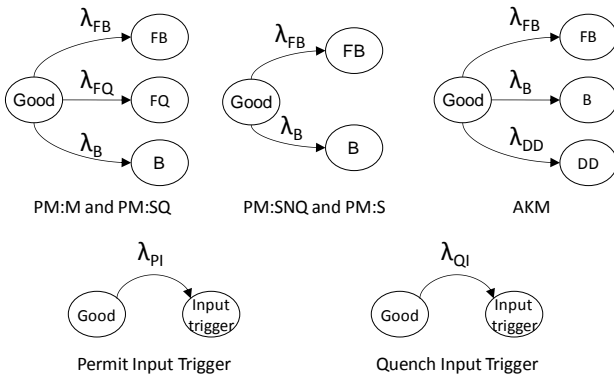 λFB
FB
λFQ
Good
FQ
λB
B
PM:M and PM:SQ
λFB
FB
Good
λB
B
PM:SNQ and PM:S
λFB
FB
λB
Good
B
λDD
DD
AKM
λPI
Good
Input
trigger
Permit Input Trigger
λQI
Good
Input
trigger
Quench Input Trigger